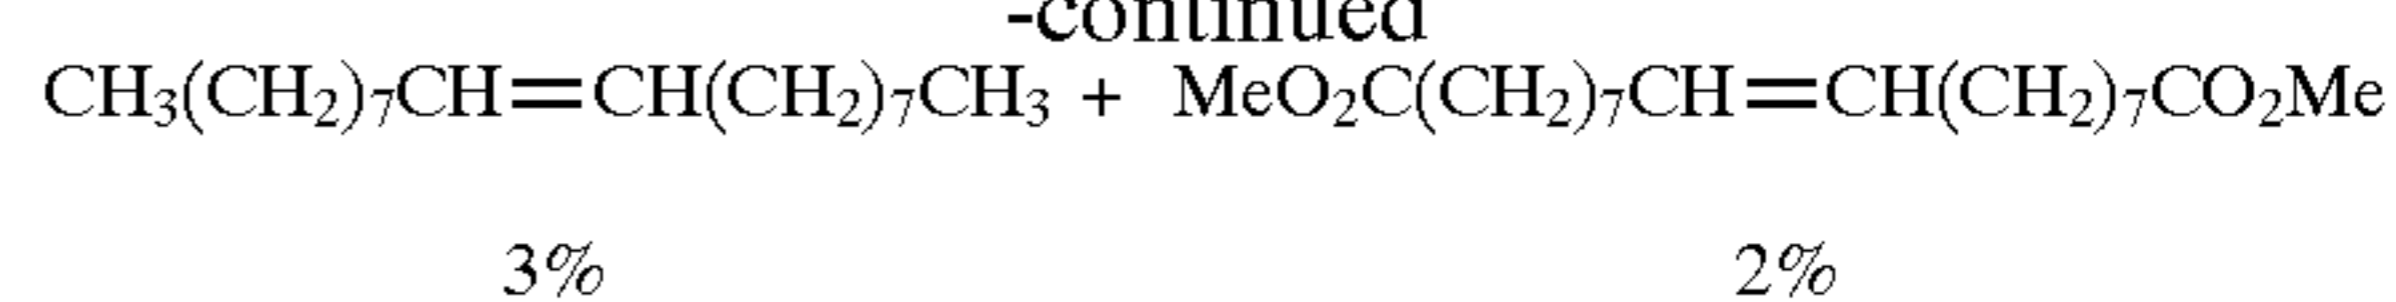 -continued
CH₃(CH₂)₇CH=CH(CH₂)₇CH₃ + MeO₂C(CH₂)₇CH=CH(CH₂)₇CO₂Me
3% 2%